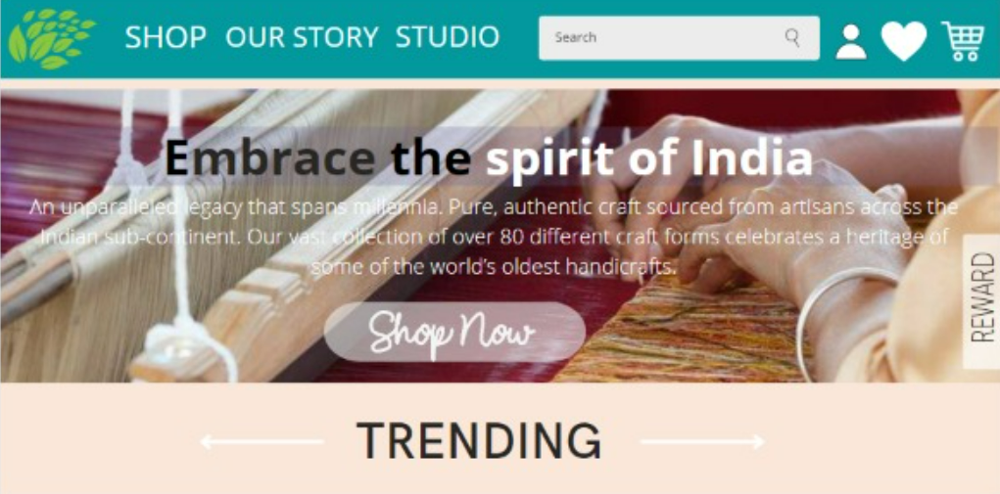 SHOP OUR STORY STUDIO Search
Embrace the spirit of India
An unparalleled legacy that spans millennia. Pure, authentic craft sourced from artisans across the
Indian sub-continent. Our vast collection of over 80 different craft forms celebrates a heritage of
some of the world's oldest handicrafts.
REWARD
Shop Now
TRENDING